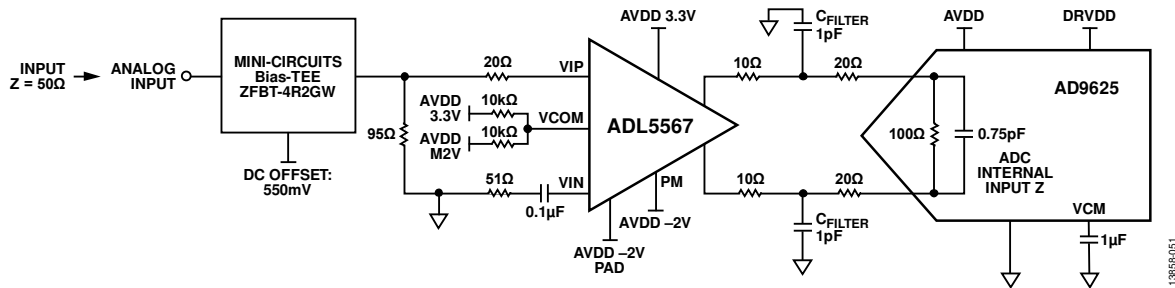 INPUT
Z = 50Ω
ANALOG
INPUT
MINI-CIRCUITS
Bias-TEE
ZFBT-4R2GW
DC OFFSET:
550mV
95Ω
20Ω
VIP
AVDD
3.3V
10kΩ
VCOM
AVDD
M2V
10kΩ
51Ω
0.1µF
VIN
AVDD 3.3V
ADL5567
PM
AVDD –2V
AVDD –2V
PAD
10Ω
CFILTER
1pF
20Ω
10Ω
CFILTER
1pF
20Ω
AVDD
DRVDD
AD9625
100Ω
0.75pF
ADC
INTERNAL
INPUT Z
VCM
1µF
13858-051